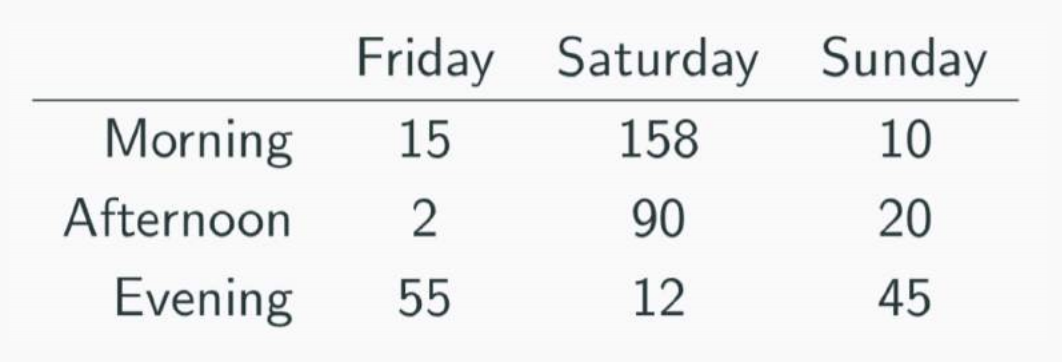 Friday Saturday Sunday
Morning 15 158 10
Afternoon 2 90 20
Evening 55 12 45